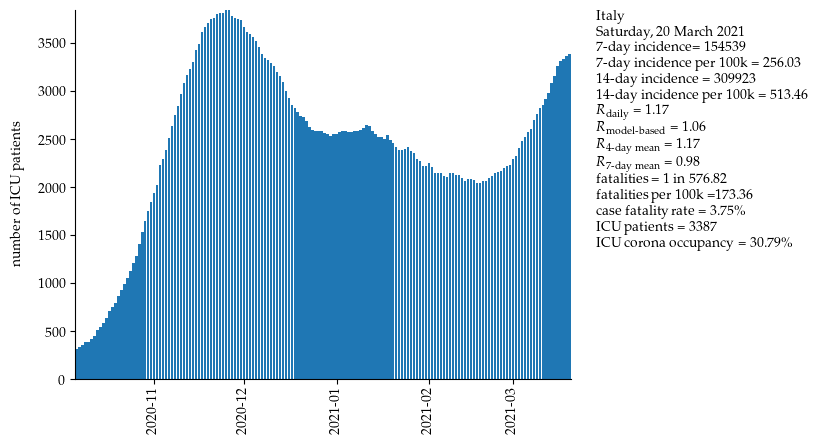 number of ICU patients
3500
3000
2500
2000
1500
1000
500
0
2020-11
2020-12
2021-01
2021-02
2021-03
Italy
Saturday, 20 March 2021
7-day incidence= 154539
7-day incidence per 100k = 256.03
14-day incidence = 309923
14-day incidence per 100k = 513.46
R daily = 1.17
R model-based = 1.06
R 4-day mean = 1.17
R 7-day mean = 0.98
fatalities = 1 in 576.82
fatalities per 100k =173.36
case fatality rate = 3.75%
ICU patients = 3387
ICU corona occupancy = 30.79%